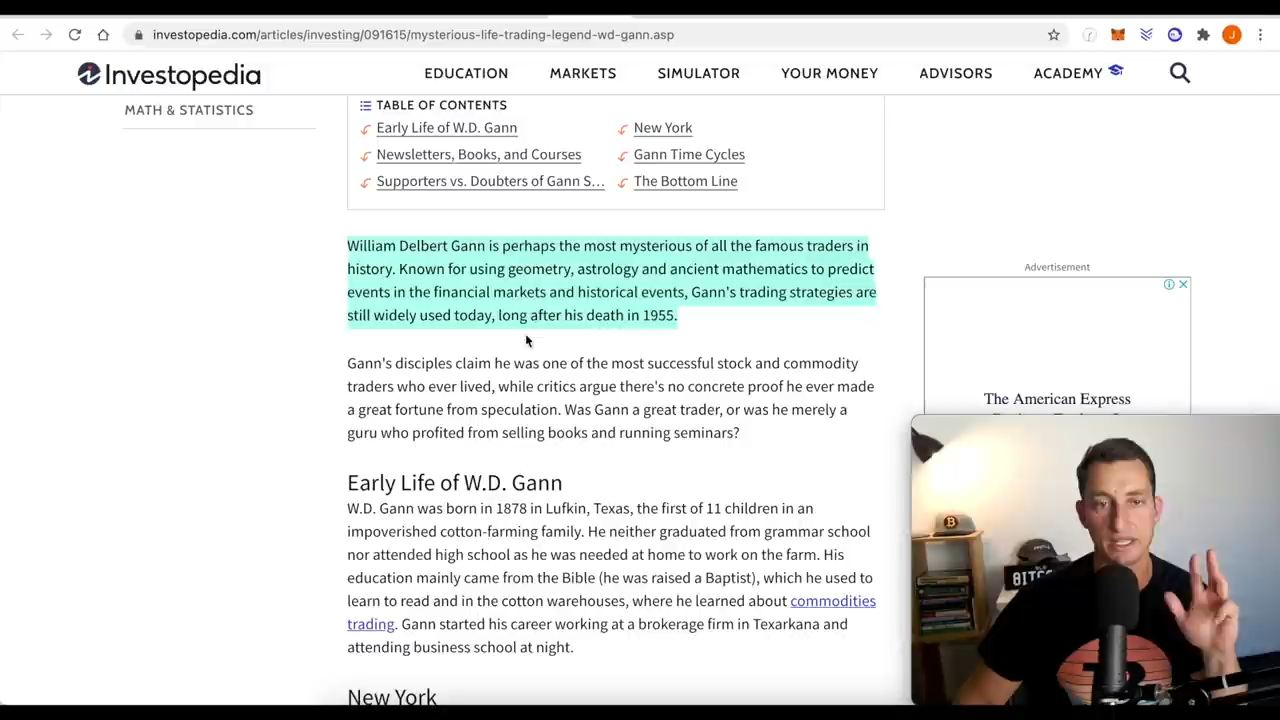 investopedia.com/articles/investing/091615/mysterious-life-trading-legend-wd-gann.asp
J
Investopedia
EDUCATION
MARKETS
SIMULATOR
YOUR MONEY
ADVISORS
ACADEMY
MATH & STATISTICS
TABLE OF CONTENTS
Early Life of W.D. Gann
New York
Newsletters, Books, and Courses
Gann Time Cycles
Supporters vs. Doubters of Gann S...
The Bottom Line
William Delbert Gann is perhaps the most mysterious of all the famous traders in
history. Known for using geometry, astrology and ancient mathematics to predict
events in the financial markets and historical events, Gann's trading strategies are
still widely used today, long after his death in 1955.
Advertisement
The American Express
Gann's disciples claim he was one of the most successful stock and commodity
traders who ever lived, while critics argue there's no concrete proof he ever made
a great fortune from speculation. Was Gann a great trader, or was he merely a
guru who profited from selling books and running seminars?
Early Life of W.D. Gann
W.D. Gann was born in 1878 in Lufkin, Texas, the first of 11 children in an
impoverished cotton-farming family. He neither graduated from grammar school
nor attended high school as he was needed at home to work on the farm. His
education mainly came from the Bible (he was raised a Baptist), which he used to
learn to read and in the cotton warehouses, where he learned about commodities
trading. Gann started his career working at a brokerage firm in Texarkana and
attending business school at night.
New York